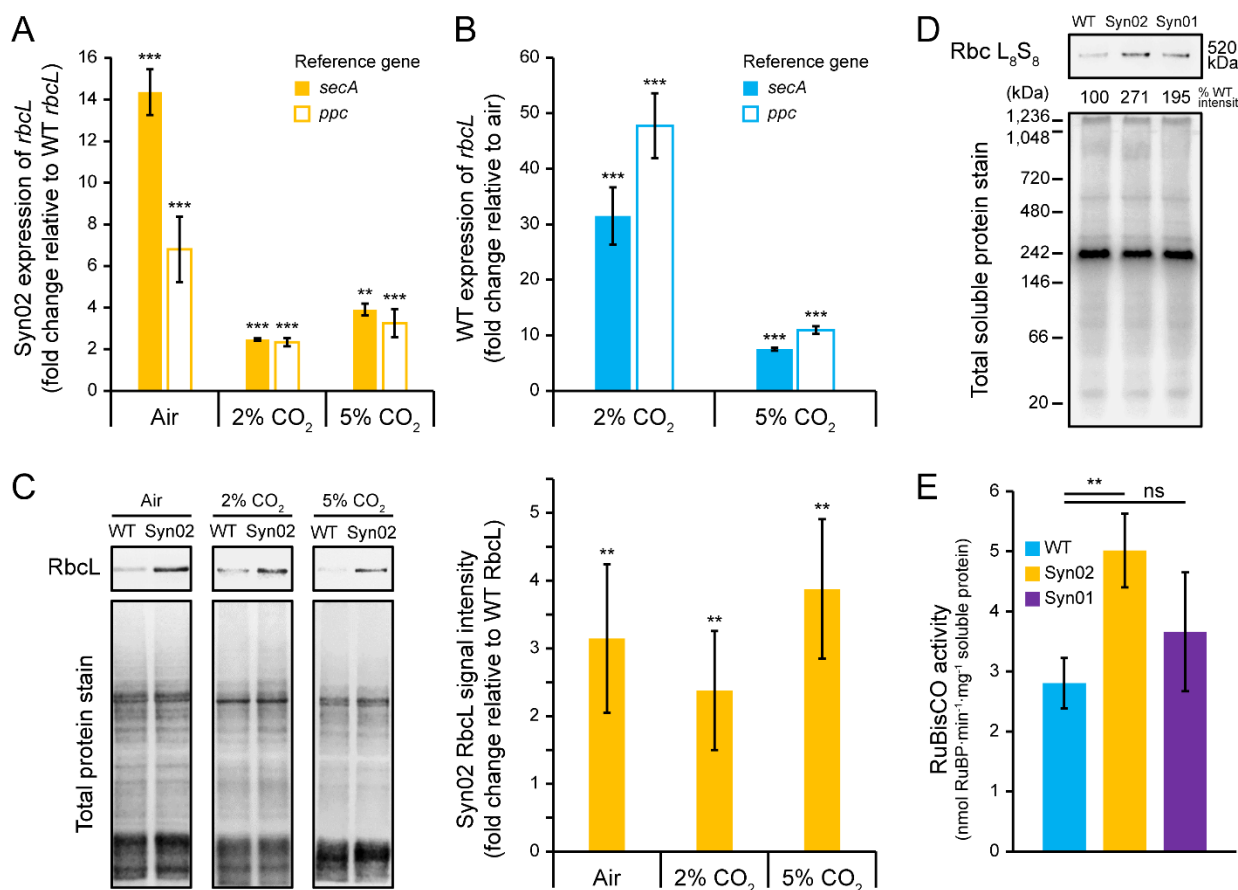 A
Syn02 expression of rbcL
(fold change relative to WT rbcL)
16
14
12
10
8
6
4
2
0
***
***
***
***
**
***
Reference gene
secA
ppc
Air
2% CO₂
5% CO₂
B
WT expression of rbcL
(fold change relative to air)
60
50
40
30
20
10
0
***
***
***
***
Reference gene
secA
ppc
2% CO₂
5% CO₂
C
Air
2% CO₂
5% CO₂
WT Syn02
WT Syn02
WT Syn02
RbcL
Total protein stain
Syn02 RbcL signal intensity
(fold change relative to WT RbcL)
6
5
4
3
2
1
0
**
**
**
Air
2% CO₂
5% CO₂
D
WT Syn02 Syn01
Rbc L₈S₈
520
kDa
(kDa)
100 271 195
% WT
intensit
1,236
1,048
720
480
242
146
66
20
Total soluble protein stain
E
RuBisCO activity
(nmol RuBP·min⁻¹·mg⁻¹ soluble protein)
6
5
4
3
2
1
0
**
ns
WT
Syn02
Syn01